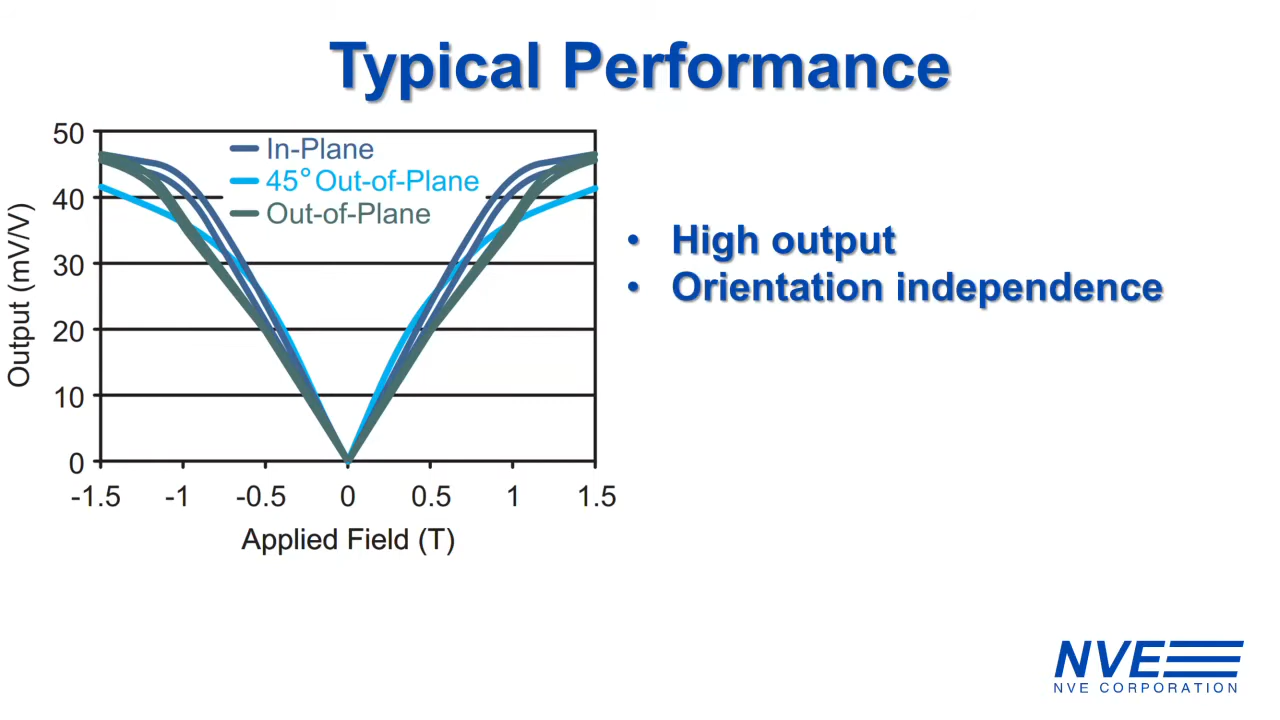 Typical Performance
50
40
30
20
10
0
Output (mV/V)
In-Plane
45° Out-of-Plane
Out-of-Plane
-1.5 -1 -0.5 0 0.5 1 1.5
Applied Field (T)
• High output
• Orientation independence
NVE
NVE CORPORATION